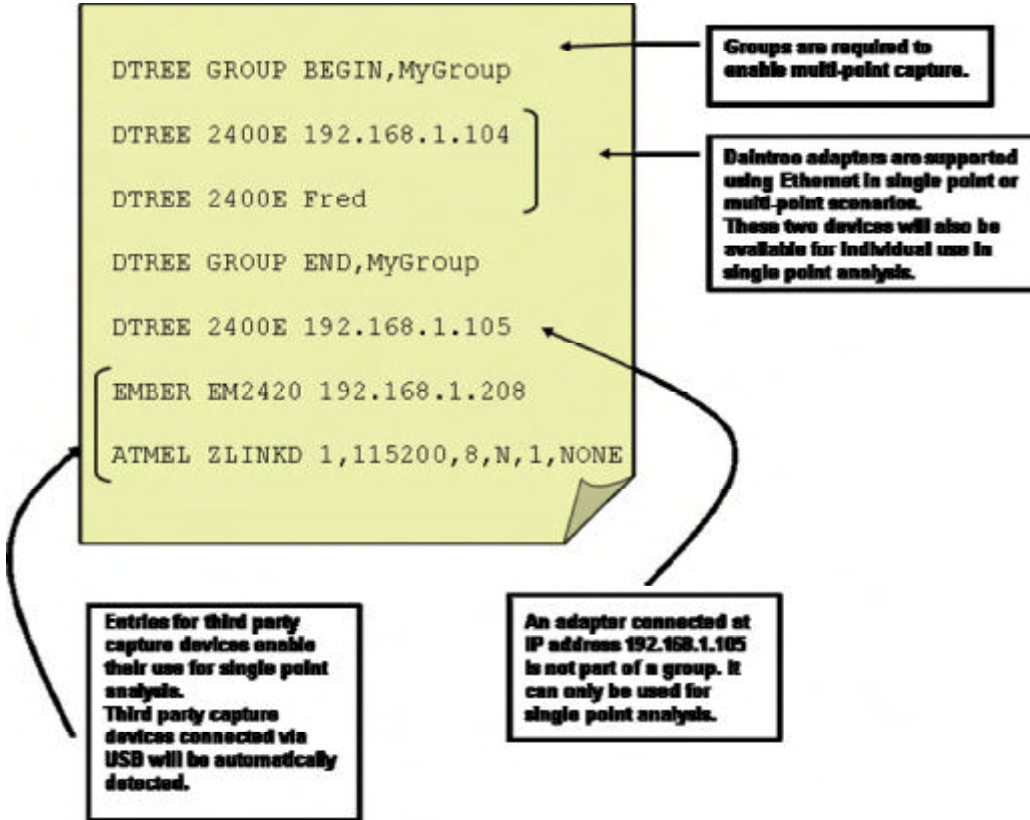 DTREE GROUP BEGIN,MyGroup
DTREE 2400E 192.168.1.104
DTREE 2400E Fred
DTREE GROUP END,MyGroup
DTREE 2400E 192.168.1.105
EMBER EM2420 192.168.1.208
ATMEL ZLINKD 1,115200,8,N,1,NONE
Groups are required to
enable multi-point capture.
Daintree adapters are supported
using Ethernet in single point or
multi-point scenarios.
These two devices will also be
available for individual use in
single point analysis.
Entries for third party
capture devices enable
their use for single point
analysis.
Third party capture
devices connected via
USB will be automatically
detected.
An adapter connected at
IP address 192.168.1.105
is not part of a group. It
can only be used for
single point analysis.